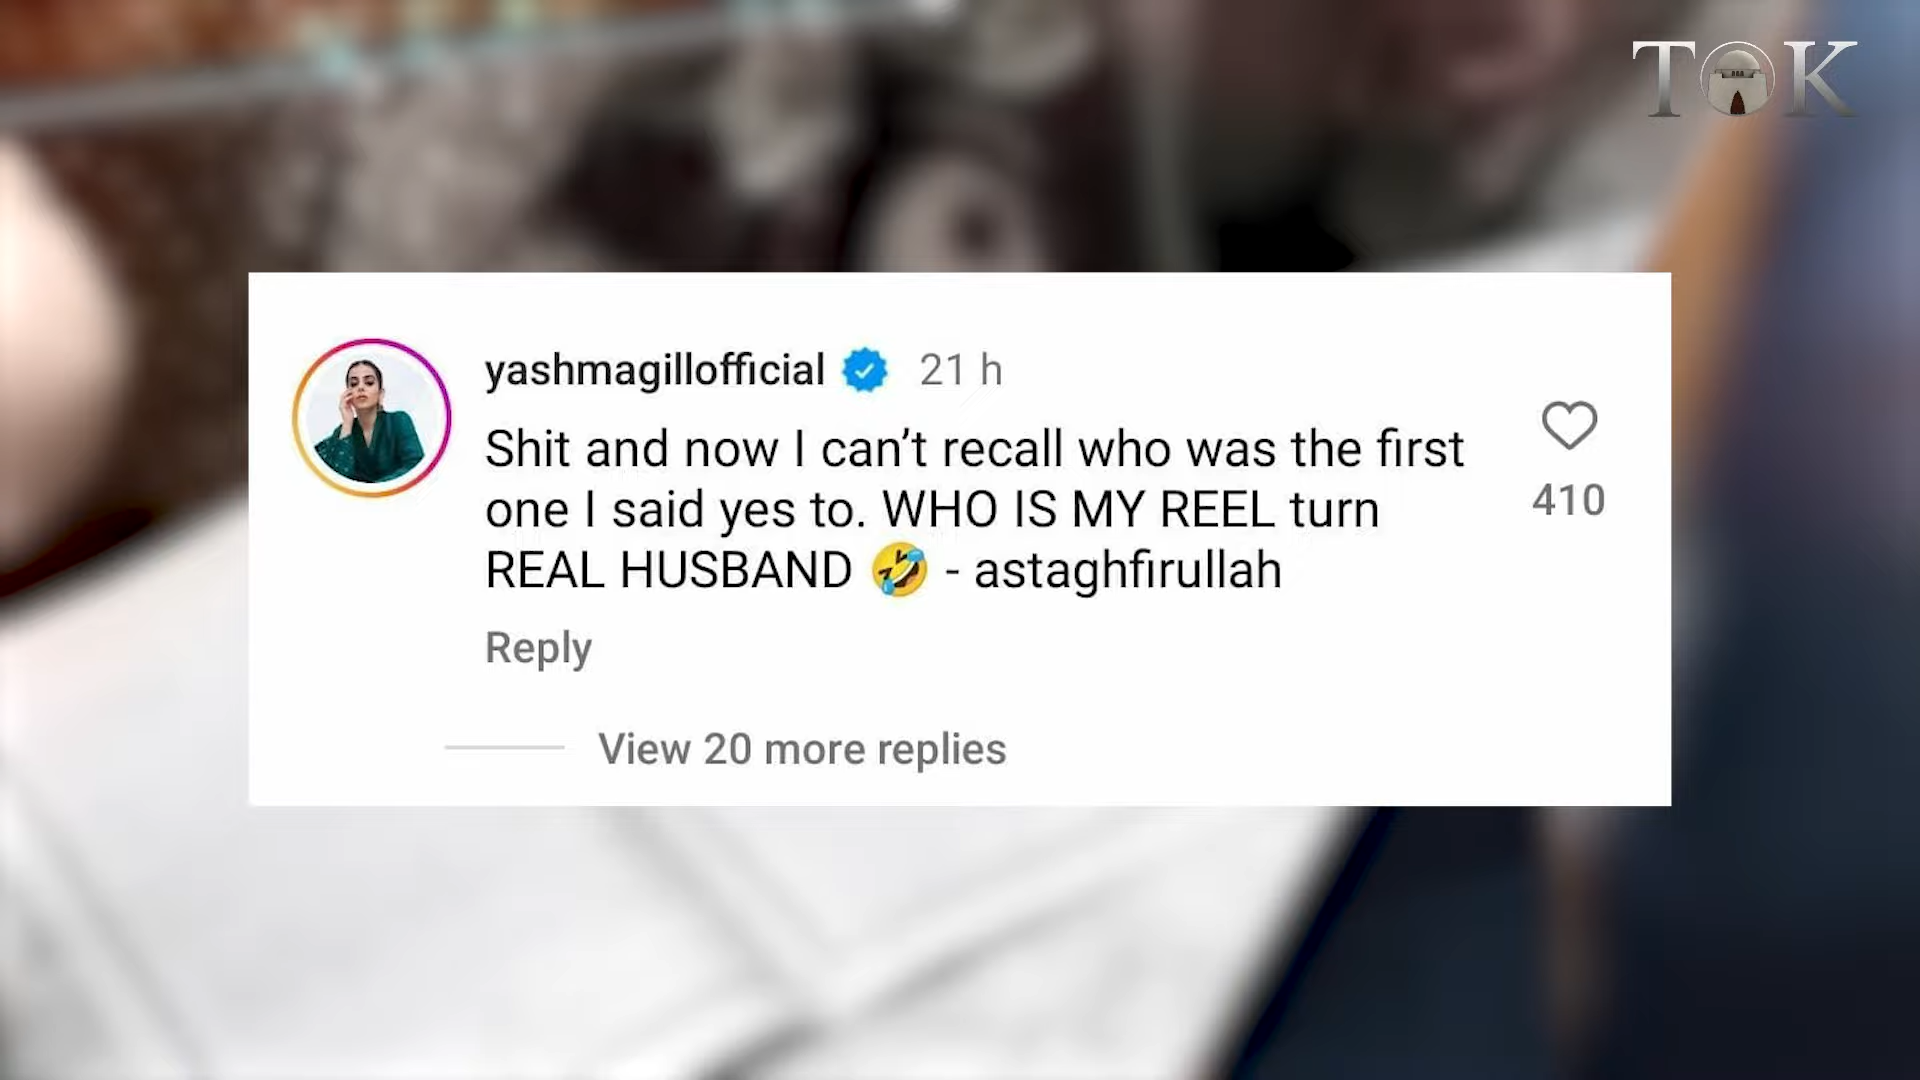 TOK
yashmagillofficial 21 h
Shit and now I can’t recall who was the first
one I said yes to. WHO IS MY REEL turn
REAL HUSBAND 🤣 - astaghfirullah
410
Reply
View 20 more replies